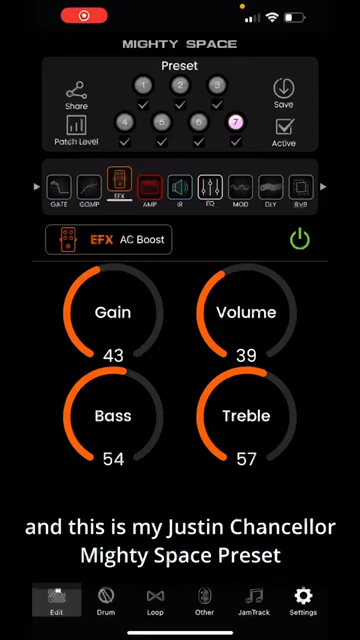 MIGHTY SPACE
Preset
1 2 3
Share
Save
4 5 6 7
Patch Level
Active
GATE COMP EFX AMP IR EQ MOD DLY RVB
EFX AC Boost
Gain Volume
43 39
Bass Treble
54 57
and this is my Justin Chancellor
Mighty Space Preset
Edit Drum Loop Other JamTrack Settings